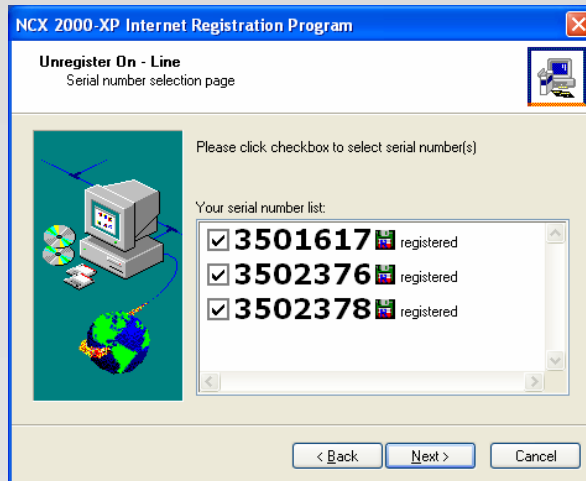 NCX 2000-XP Internet Registration Program
Unregister On - Line
Serial number selection page
Please click checkbox to select serial number(s)
Your serial number list:
3501617 registered
3502376 registered
3502378 registered
< Back Next > Cancel